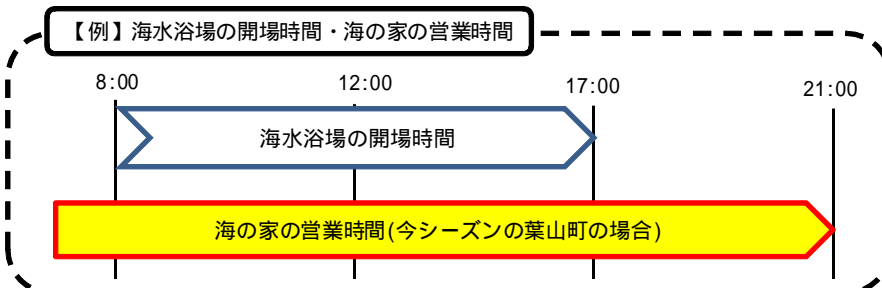 【例】海水浴場の開場時間・海の家の営業時間
8:00
12:00
17:00
21:00
海水浴場の開場時間
海の家の営業時間(今シーズンの葉山町の場合)